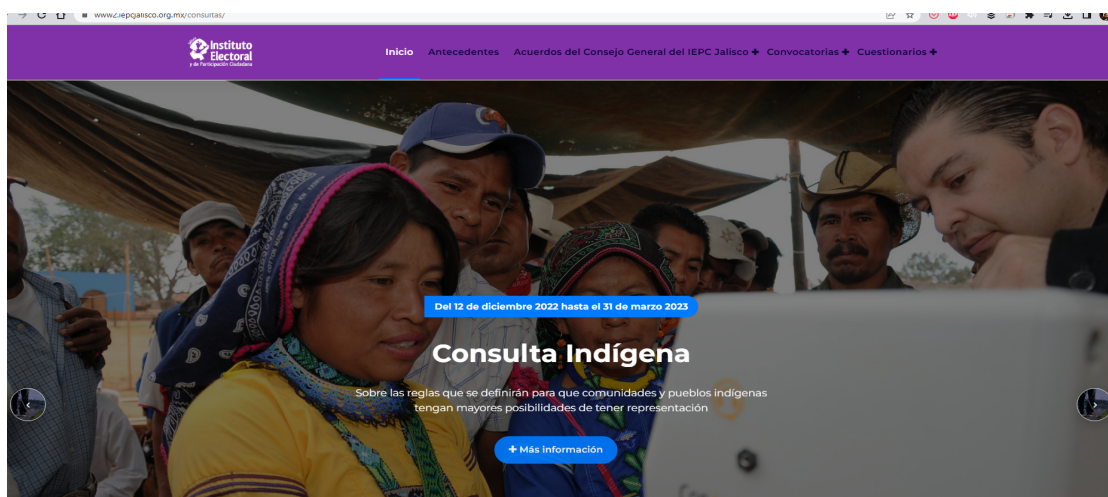 www2.iepcjalisco.org.mx/consultas/
Instituto
Electoral
y de Participación Ciudadana
Inicio Antecedentes Acuerdos del Consejo General del IEPC Jalisco + Convocatorias + Cuestionarios +
Del 12 de diciembre 2022 hasta el 31 de marzo 2023
Consulta Indígena
Sobre las reglas que se definirán para que comunidades y pueblos indígenas
tengan mayores posibilidades de tener representación
+ Más información